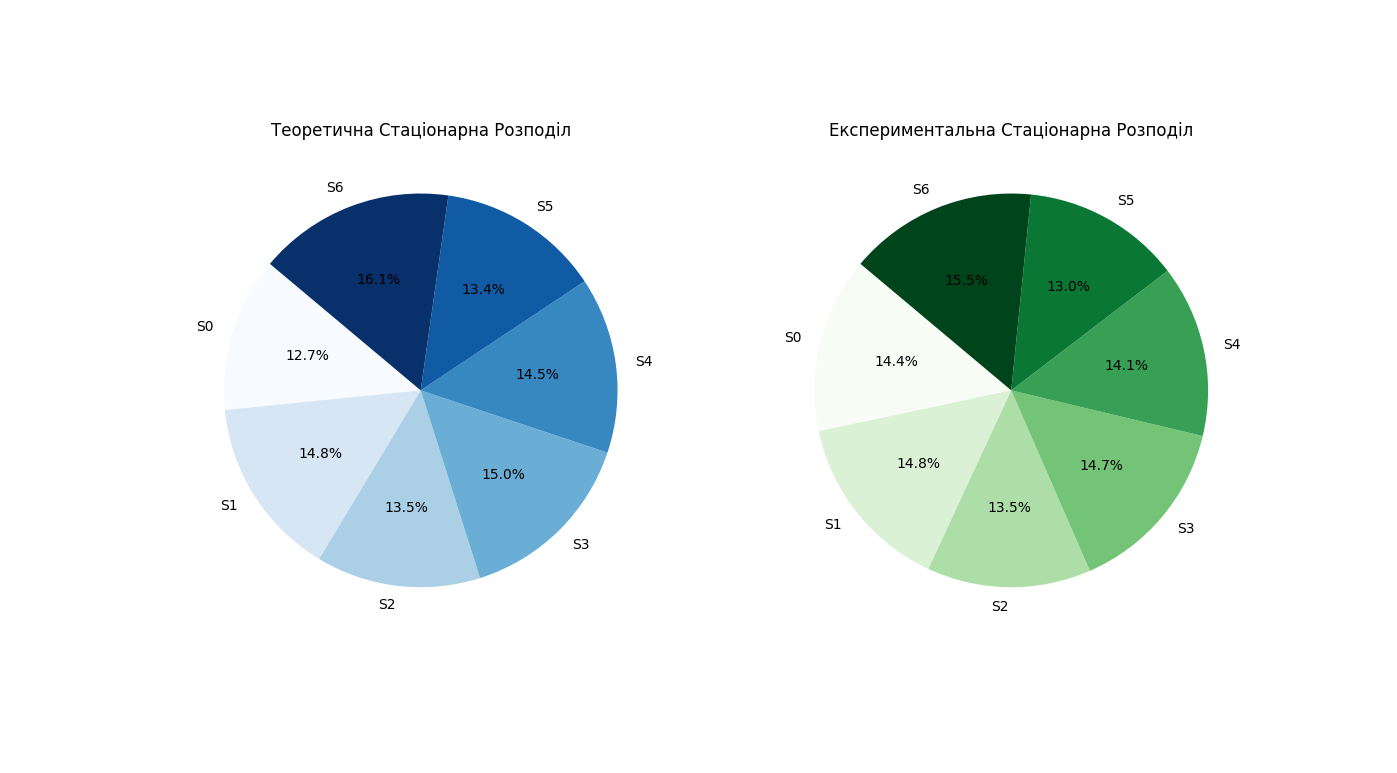 Теоретична Стаціонарна Розподіл
S6
S5
16.1%
13.4%
S0
12.7%
S4
14.5%
14.8%
15.0%
S1
13.5%
S3
S2
Експериментальна Стаціонарна Розподіл
S6
S5
15.5%
13.0%
S0
14.4%
S4
14.1%
14.8%
14.7%
S1
13.5%
S3
S2